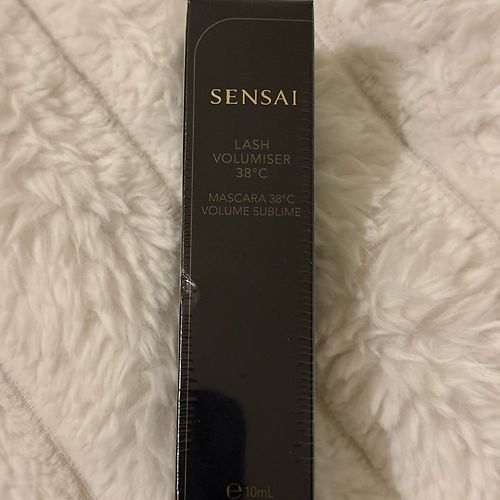 SENSAI
LASH
VOLUMISER
38°C
MASCARA 38°C
VOLUME SUBLIME
℮ 10mL